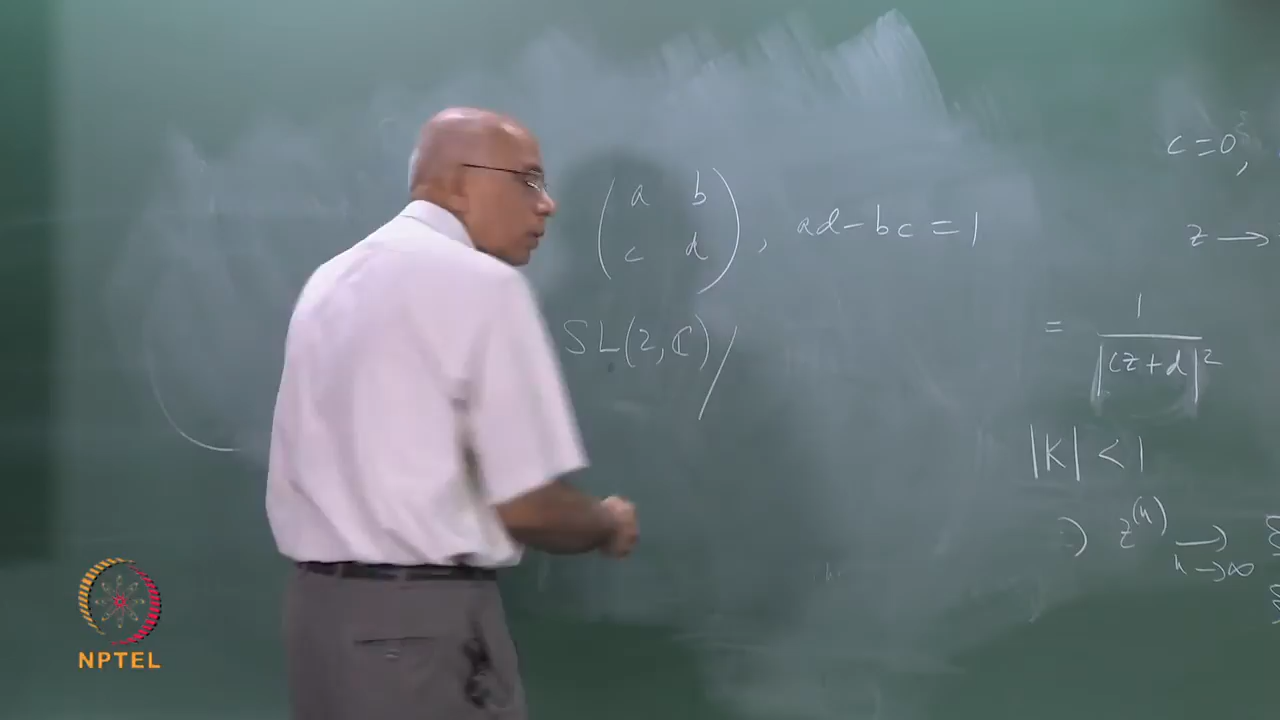 ( a b
c d ) , ad - bc = 1
SL(2, ℂ) /
c = 0,
z →
= 1 / |cz + d|²
|K| < 1
z⁽ⁿ⁾ → n → ∞
NPTEL